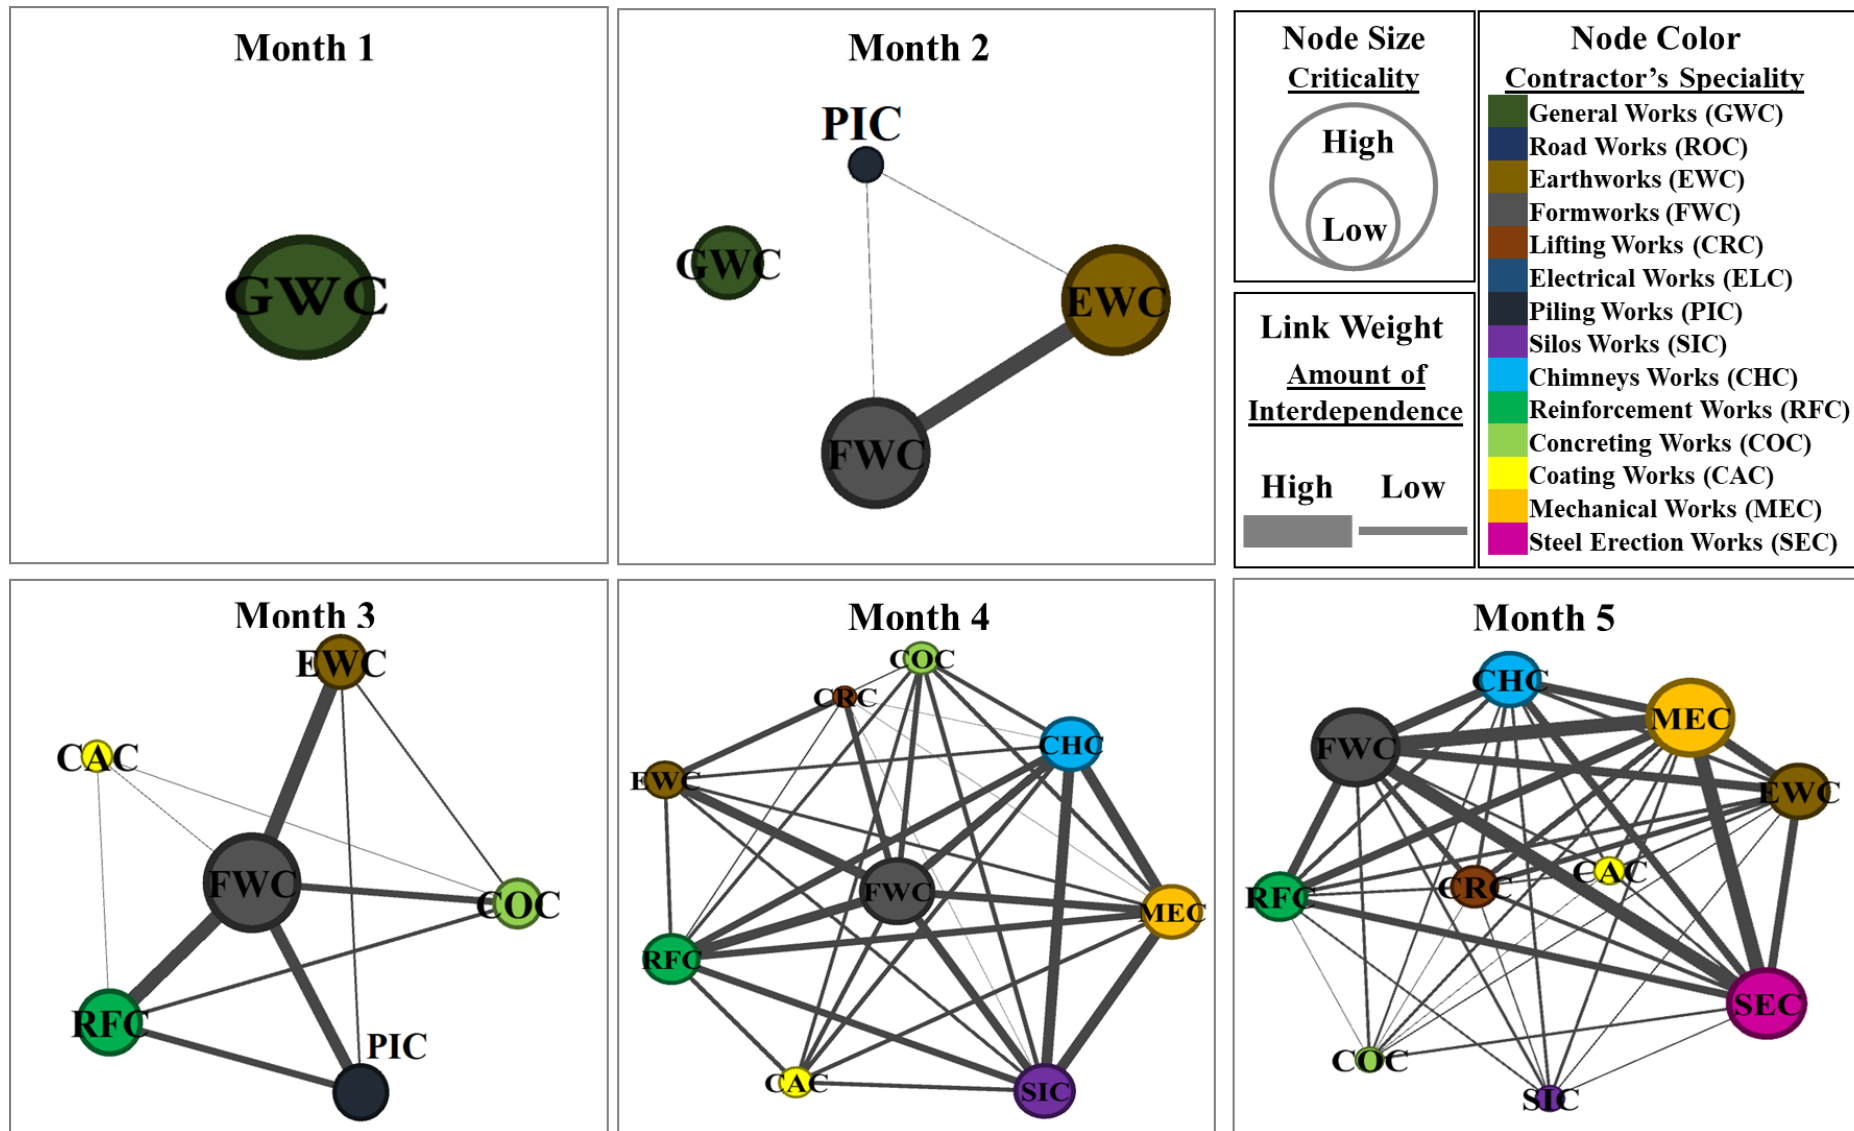 Month 1
GWC
Month 2
PIC
GWC
EWC
FWC
Node Size
Criticality
High
Low
Link Weight
Amount of
Interdependence
High Low
Node Color
Contractor's Speciality
General Works (GWC)
Road Works (ROC)
Earthworks (EWC)
Formworks (FWC)
Lifting Works (CRC)
Electrical Works (ELC)
Piling Works (PIC)
Silos Works (SIC)
Chimneys Works (CHC)
Reinforcement Works (RFC)
Concreting Works (COC)
Coating Works (CAC)
Mechanical Works (MEC)
Steel Erection Works (SEC)
Month 3
EWC
CAC
FWC
COC
RFC
PIC
Month 4
COC
CRC
CHC
EWC
FWC
MEC
RFC
CAC
SIC
Month 5
CHC
MEC
FWC
EWC
CAC
CRC
RFC
SEC
COC
SIC